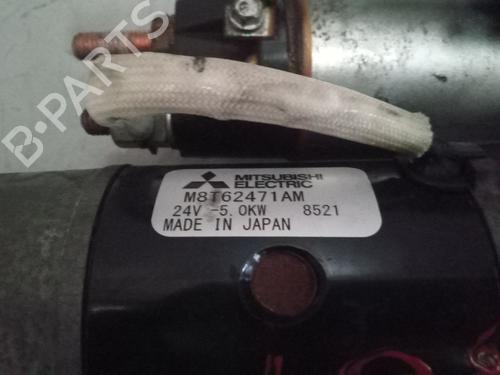 B-PARTS
MITSUBISHI
ELECTRIC
M8T62471AM
24V -5.0KW 8521
MADE IN JAPAN